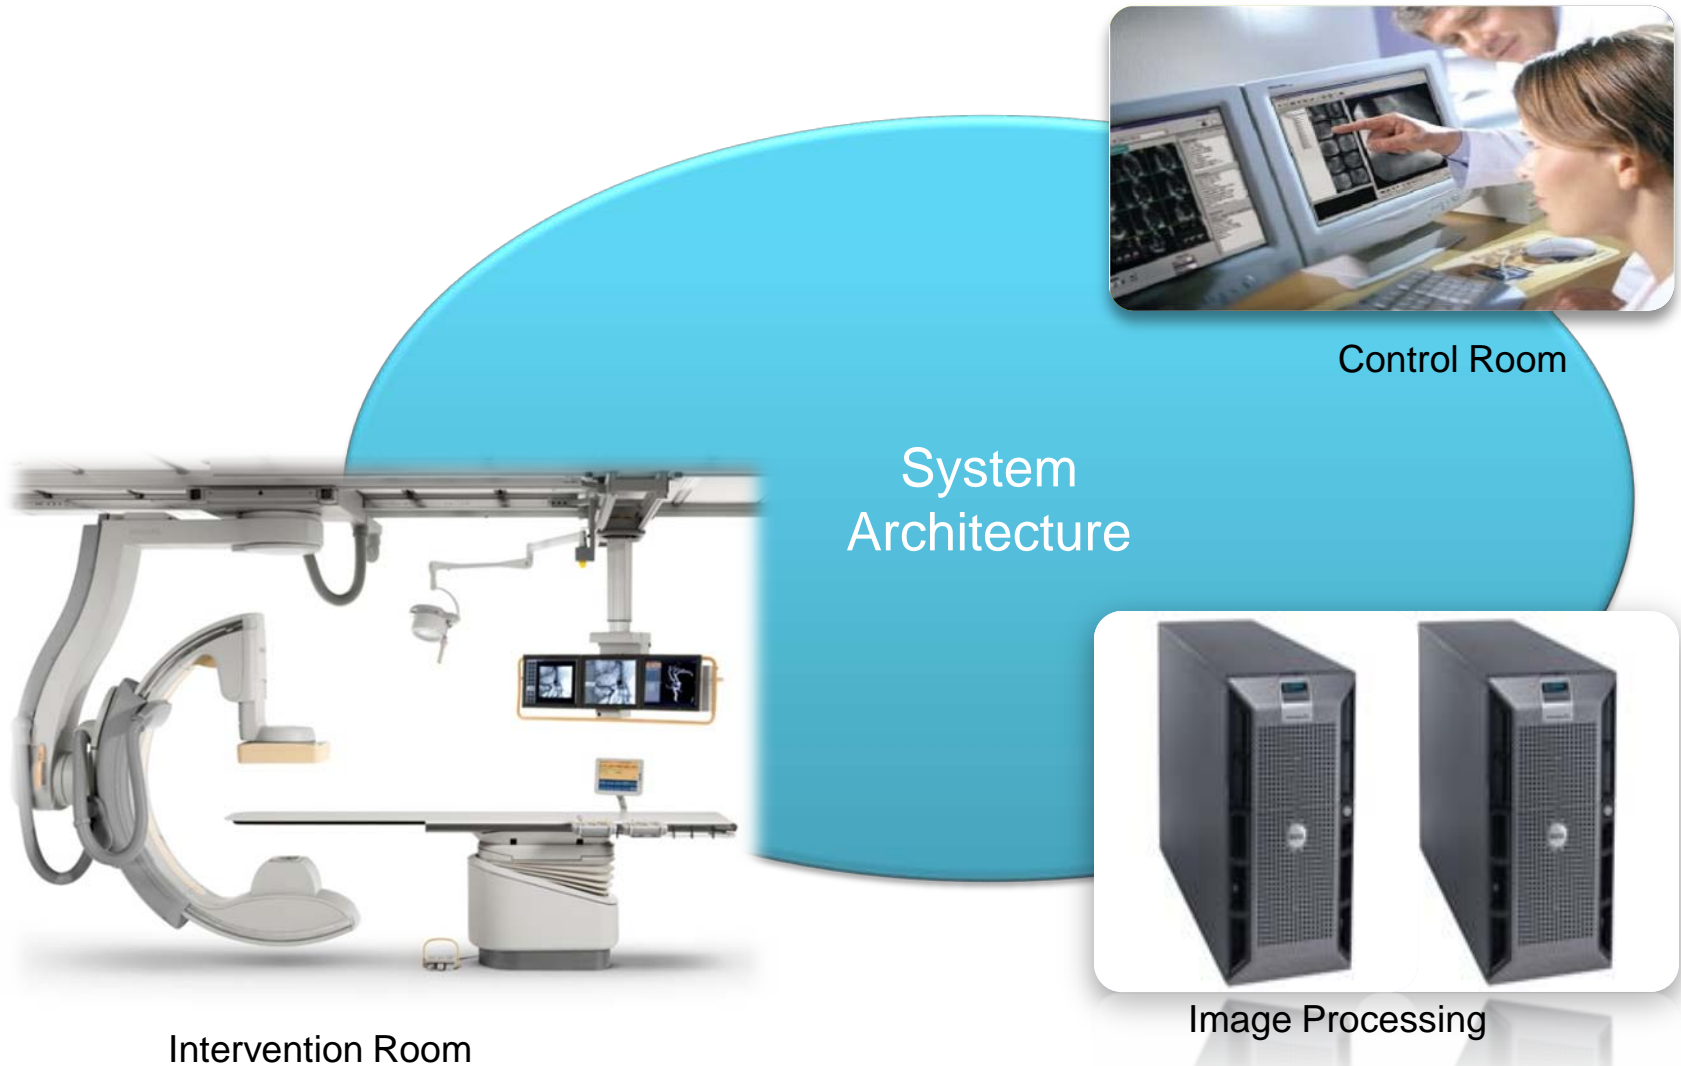 Control Room
System
Architecture
Image Processing
Intervention Room